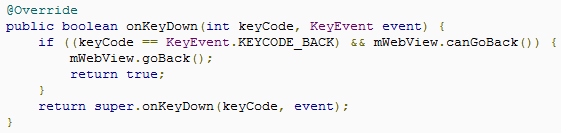 @Override
public boolean onKeyDown(int keyCode, KeyEvent event) {
    if ((keyCode == KeyEvent.KEYCODE_BACK) && mWebView.canGoBack()) {
        mWebView.goBack();
        return true;
    }
    return super.onKeyDown(keyCode, event);
}